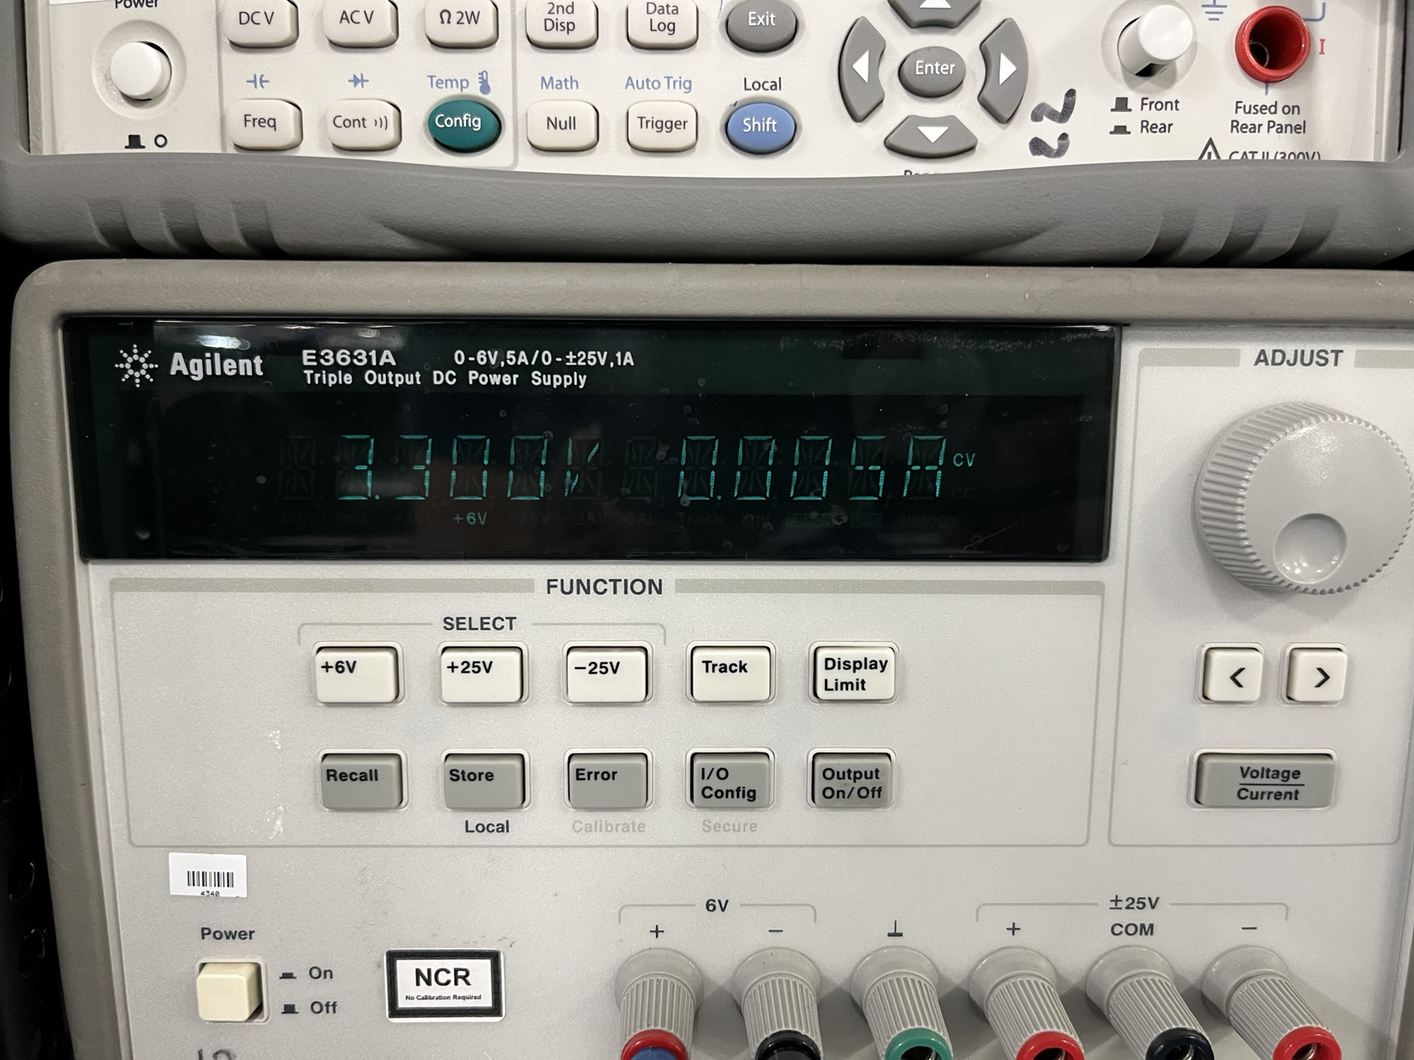 Power
DC V
AC V
Ω 2W
2nd Disp
Data Log
Exit
Temp
Math
Auto Trig
Local
Freq
Cont
Config
Null
Trigger
Shift
Enter
Front
Rear
Fused on
Rear Panel
I
CAT II (300V)
Agilent
E3631A 0-6V,5A/0-±25V,1A
Triple Output DC Power Supply
3.300V 0.005A CV
+6V
FUNCTION
SELECT
+6V
+25V
−25V
Track
Display
Limit
Recall
Store
Error
I/O
Config
Output
On/Off
Local
Calibrate
Secure
ADJUST
<
>
Voltage
Current
4340
Power
On
Off
NCR
No Calibration Required
6V
+
−
⊥
±25V
+
COM
−